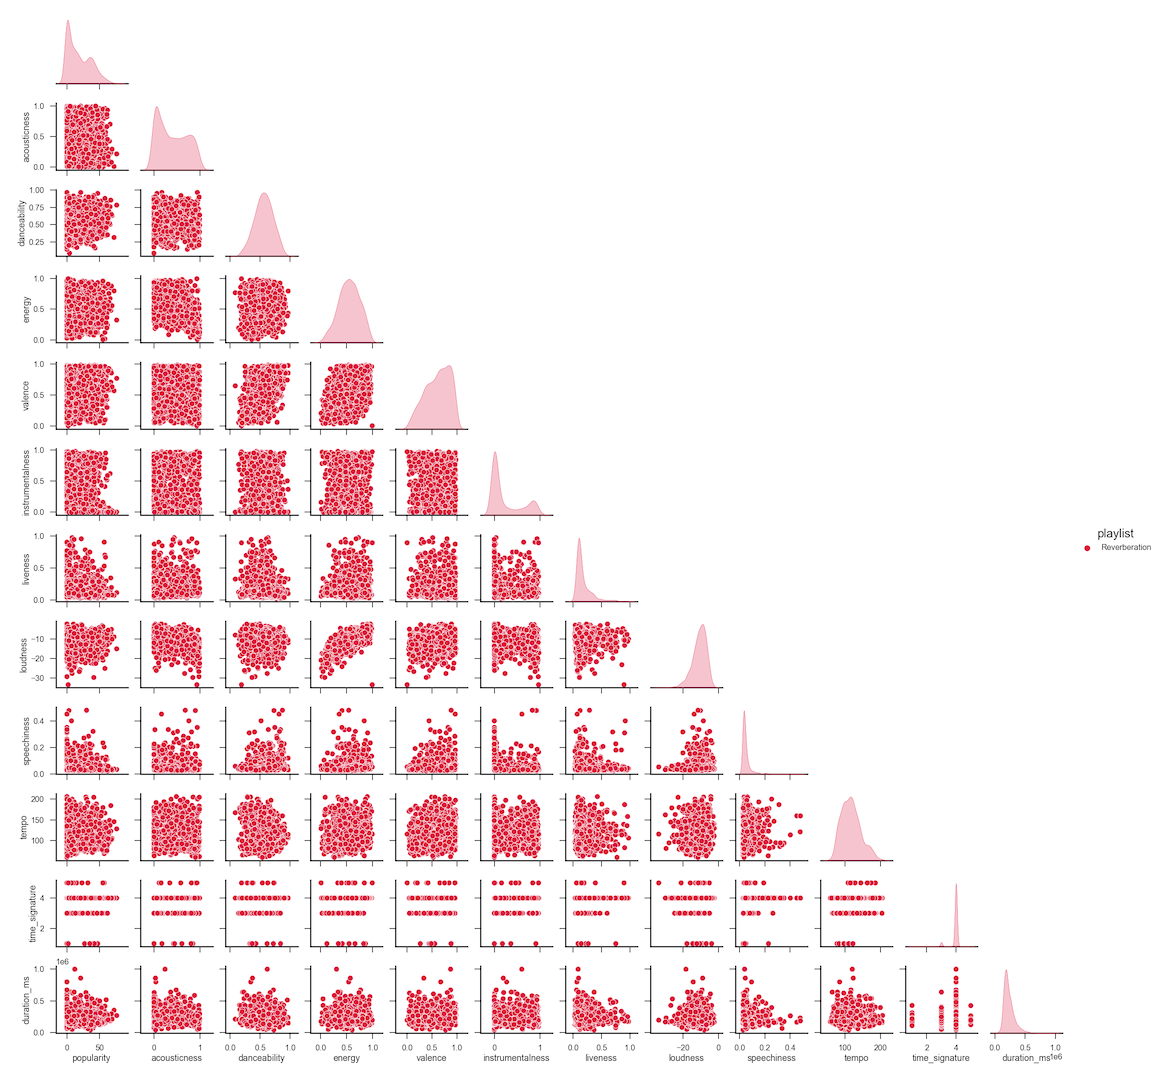 acousticness
1.0
0.5
0.0
danceability
1.00
0.75
0.50
0.25
energy
1.0
0.5
0.0
valence
1.0
0.5
0.0
instrumentalness
1.0
0.5
0.0
liveness
1.0
0.5
0.0
playlist
Reverberation
loudness
−10
−20
−30
speechiness
0.4
0.2
0.0
tempo
200
150
100
time_signature
4
2
1e6
duration_ms
1.0
0.5
0.0
0 50
0 1
0.0 0.5 1.0
0 1
0.0 0.5 1.0
0 1
0.0 0.5 1.0
−20 0
0.0 0.2 0.4
100 200
2 4
0.0 0.5 1.0
popularity acousticness danceability energy valence instrumentalness liveness loudness speechiness tempo time_signature duration_ms 1e6